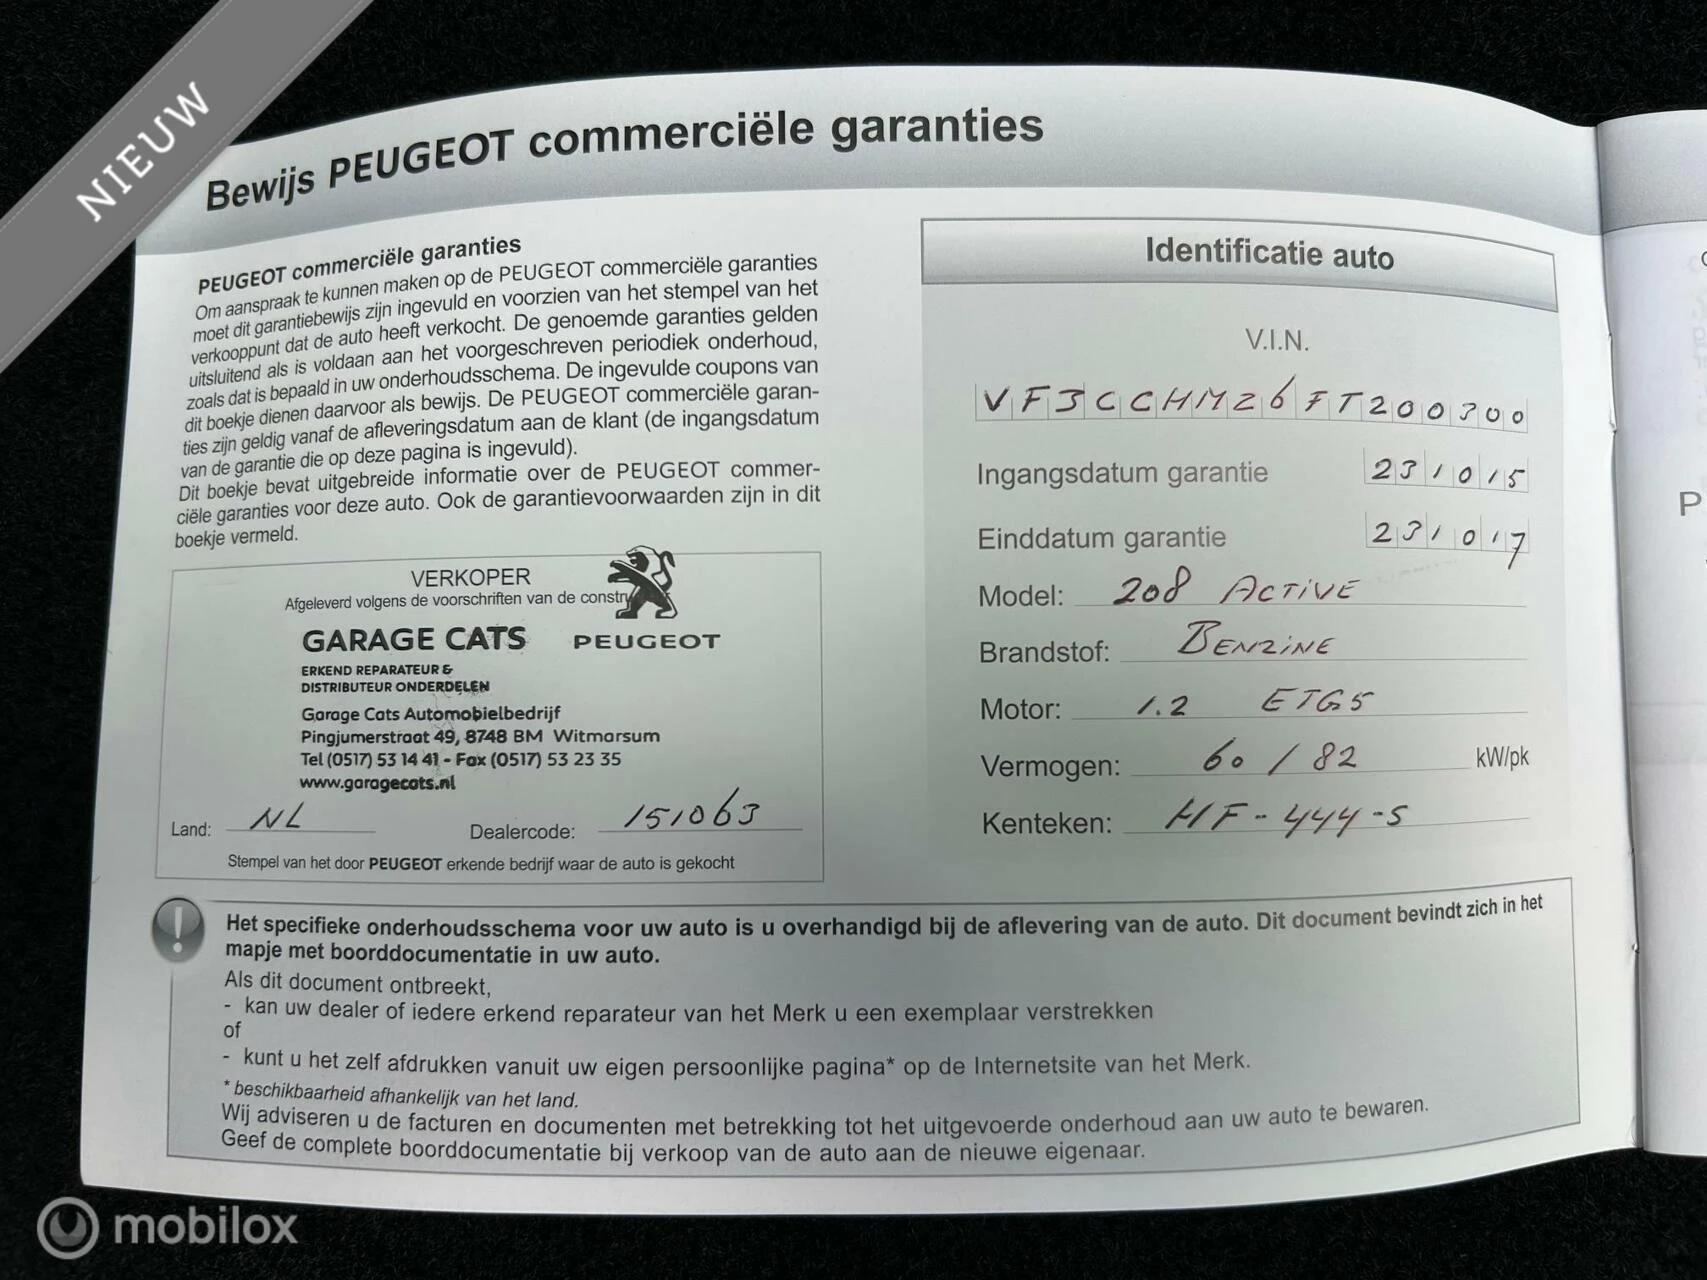 NIEUW
Bewijs PEUGEOT commerciële garanties
PEUGEOT commerciële garanties
Om aanspraak te kunnen maken op de PEUGEOT commerciële garanties
moet dit garantiebewijs zijn ingevuld en voorzien van het stempel van het
verkooppunt dat de auto heeft verkocht. De genoemde garanties gelden
uitsluitend als is voldaan aan het voorgeschreven periodiek onderhoud,
zoals dat is bepaald in uw onderhoudsschema. De ingevulde coupons van
dit boekje dienen daarvoor als bewijs. De PEUGEOT commerciële garan-
ties zijn geldig vanaf de afleveringsdatum aan de klant (de ingangsdatum
van de garantie die op deze pagina is ingevuld).
Dit boekje bevat uitgebreide informatie over de PEUGEOT commer-
ciële garanties voor deze auto. Ook de garantievoorwaarden zijn in dit
boekje vermeld.
VERKOPER
Afgeleverd volgens de voorschriften van de constru
GARAGE CATS
PEUGEOT
ERKEND REPARATEUR &
DISTRIBUTEUR ONDERDELEN
Garage Cats Automobielbedrijf
Pingjumerstraat 49, 8748 BM Witmarsum
Tel (0517) 53 14 41 - Fax (0517) 53 23 35
www.garagecats.nl
Land: NL Dealercode: 151063
Stempel van het door PEUGEOT erkende bedrijf waar de auto is gekocht
Identificatie auto
V.I.N.
VF3CCHMZ6FT200300
Ingangsdatum garantie 231015
Einddatum garantie 231017
Model: 208 ACTIVE
Brandstof: BENZINE
Motor: 1.2 ETG5
Vermogen: 60 / 82 kW/pk
Kenteken: HF-444-S
Het specifieke onderhoudsschema voor uw auto is u overhandigd bij de aflevering van de auto. Dit document bevindt zich in het
mapje met boorddocumentatie in uw auto.
Als dit document ontbreekt,
- kan uw dealer of iedere erkend reparateur van het Merk u een exemplaar verstrekken
of
- kunt u het zelf afdrukken vanuit uw eigen persoonlijke pagina* op de Internetsite van het Merk.
* beschikbaarheid afhankelijk van het land.
Wij adviseren u de facturen en documenten met betrekking tot het uitgevoerde onderhoud aan uw auto te bewaren.
Geef de complete boorddocumentatie bij verkoop van de auto aan de nieuwe eigenaar.
P
mobilox